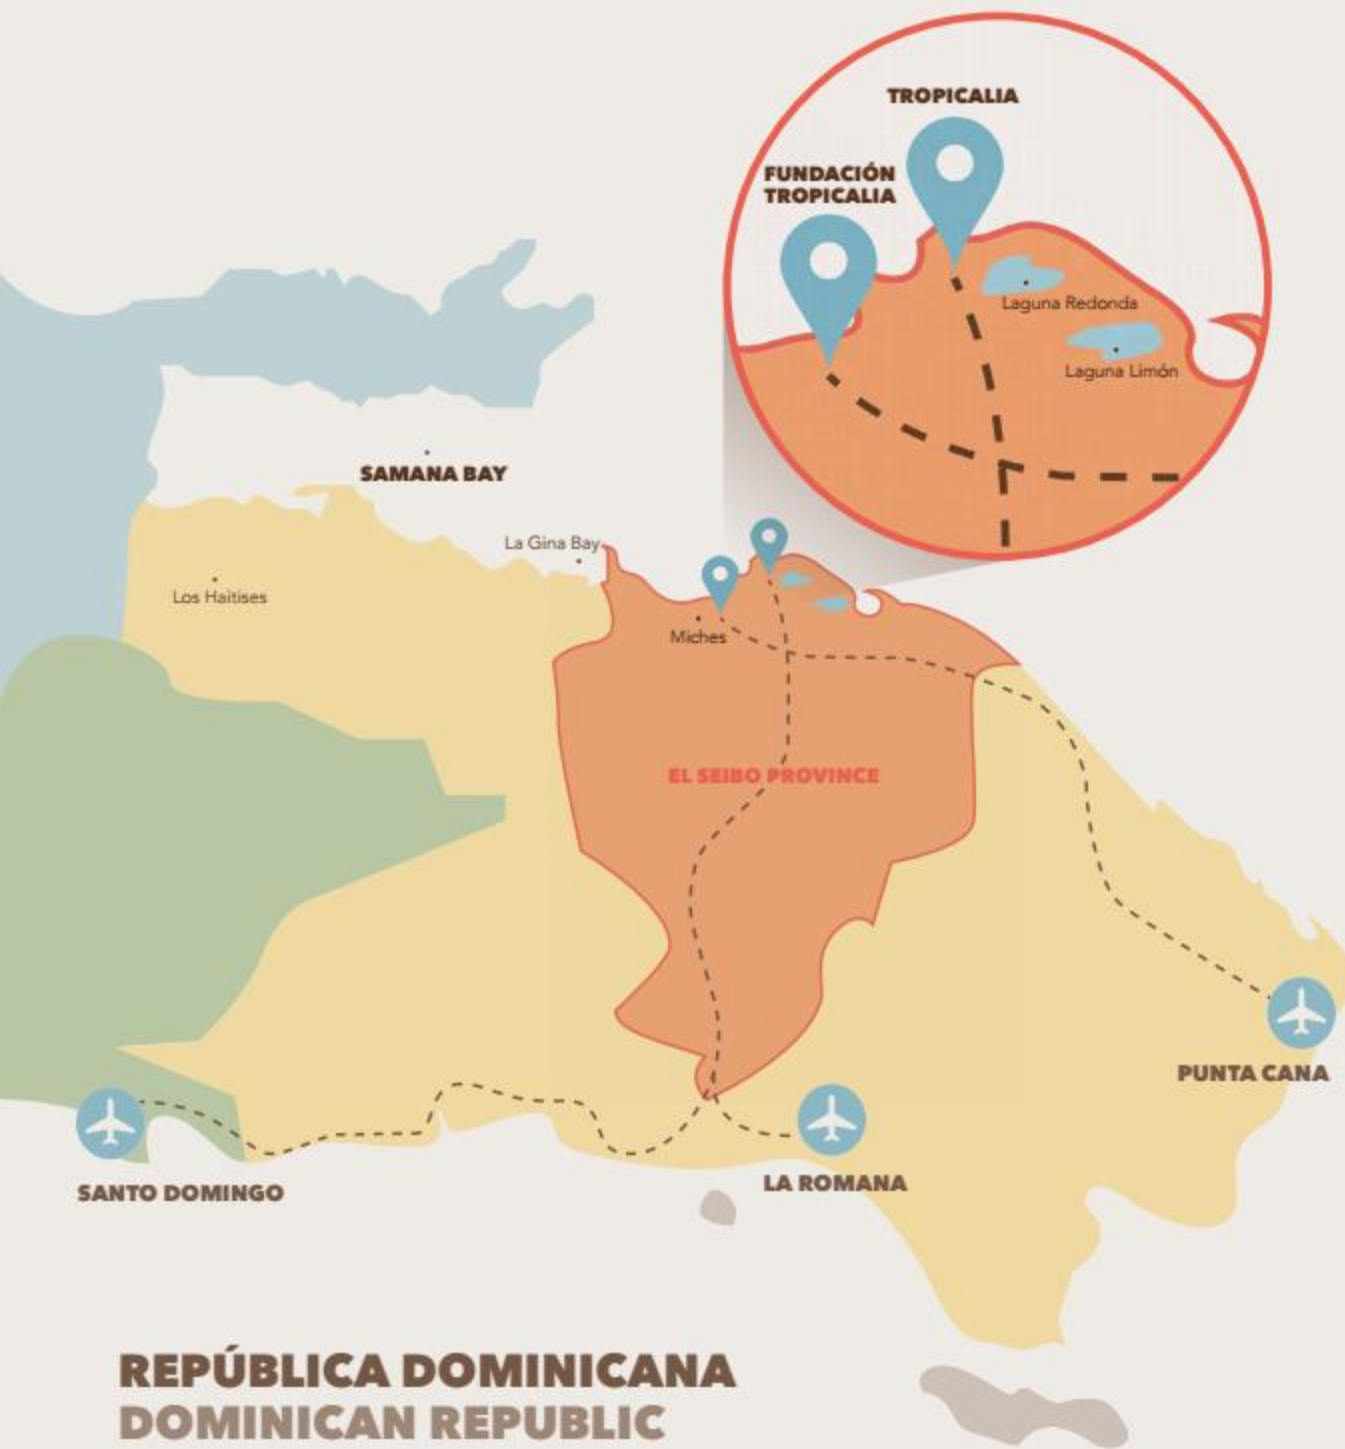 TROPICALIA
FUNDACIÓN
TROPICALIA
Laguna Redonda
Laguna Limón
SAMANA BAY
La Gina Bay
Los Haitises
Miches
EL SEIBO PROVINCE
PUNTA CANA
SANTO DOMINGO
LA ROMANA
REPÚBLICA DOMINICANA
DOMINICAN REPUBLIC